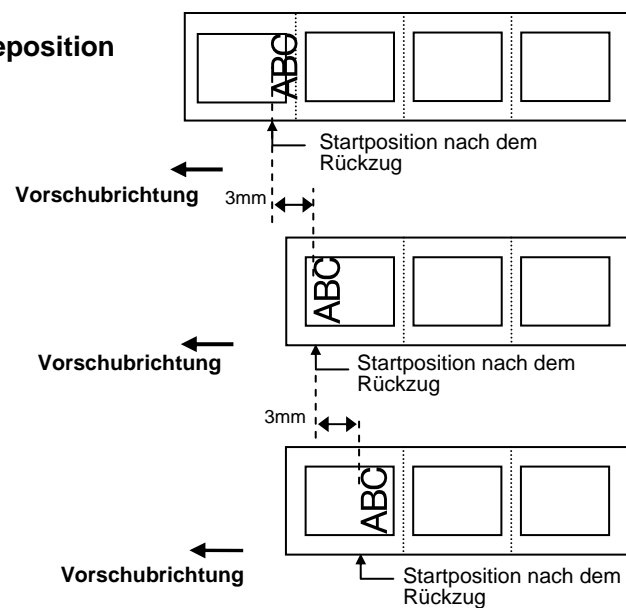 eposition
ABC
Startposition nach dem
Rückzug
Vorschubrichtung
3mm
ABC
Startposition nach dem
Rückzug
Vorschubrichtung
3mm
ABC
Startposition nach dem
Rückzug
Vorschubrichtung